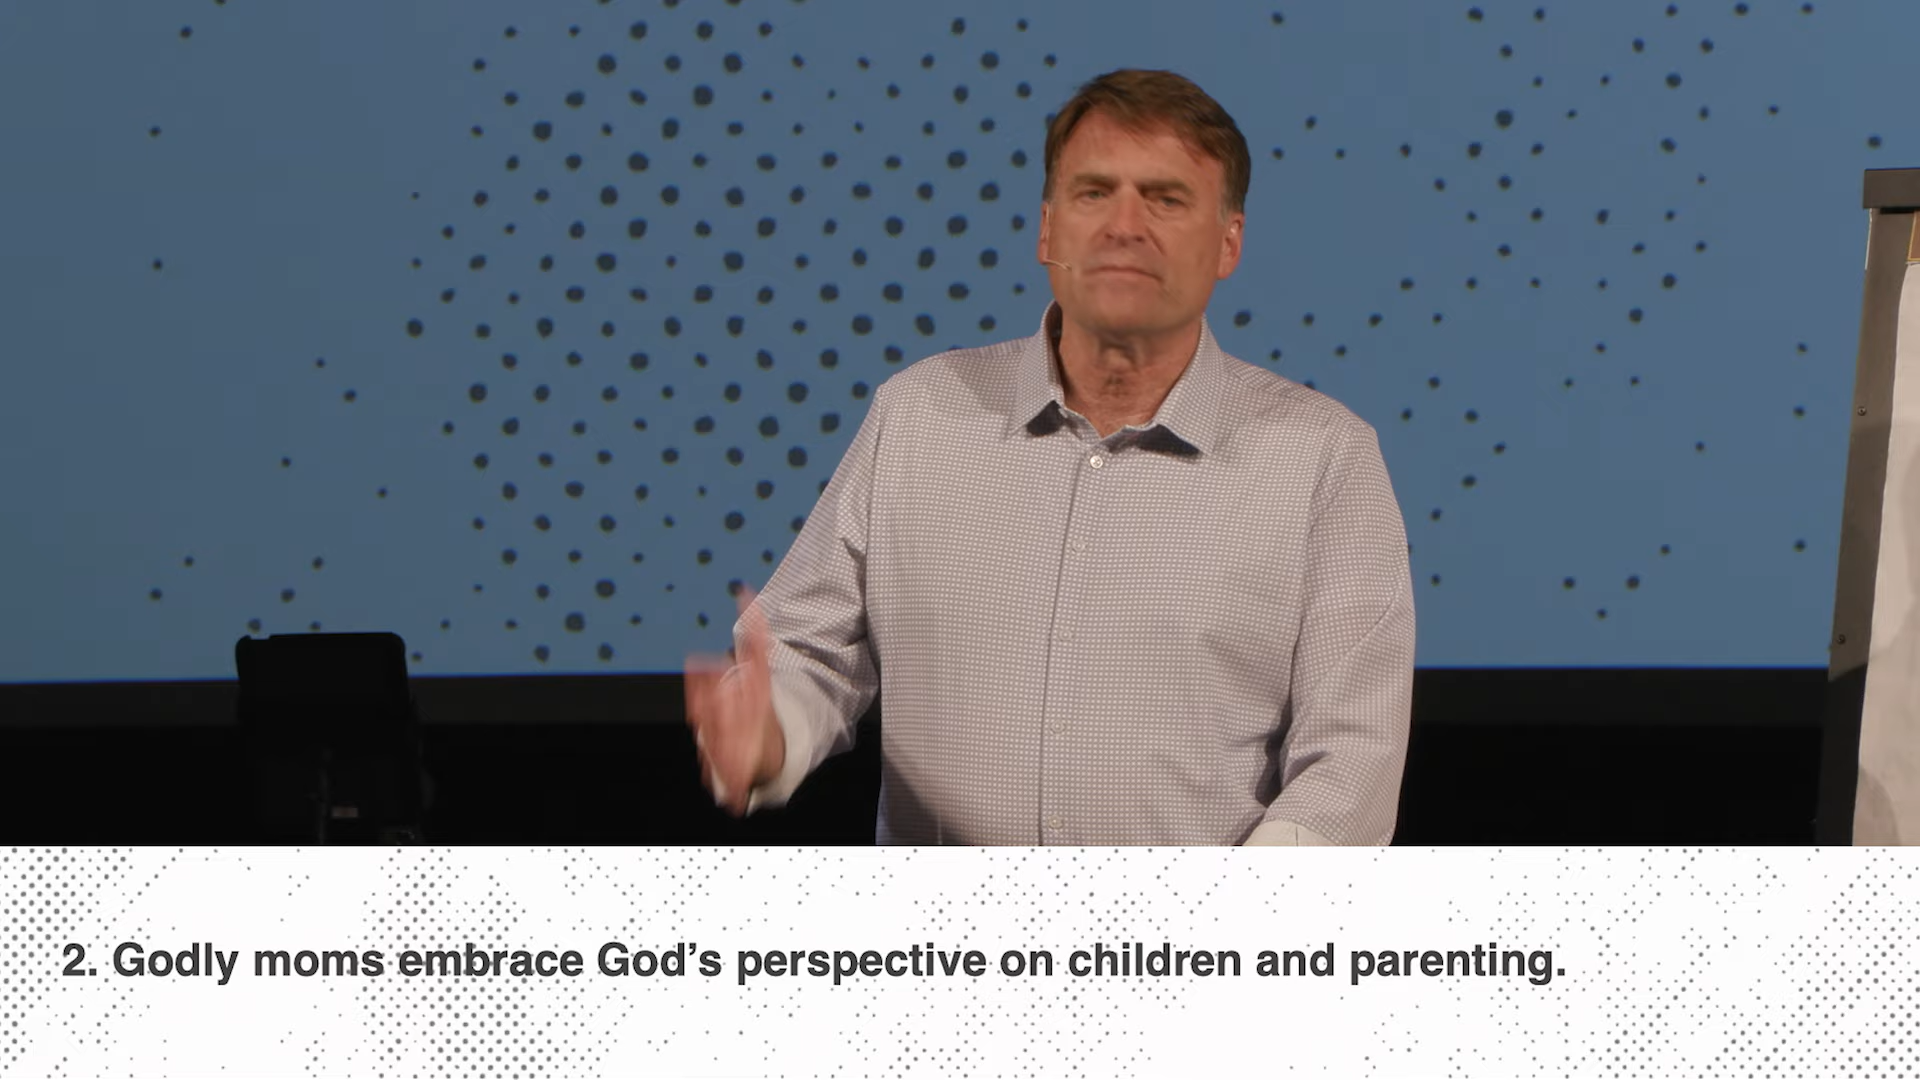 2. Godly moms embrace God’s perspective on children and parenting.